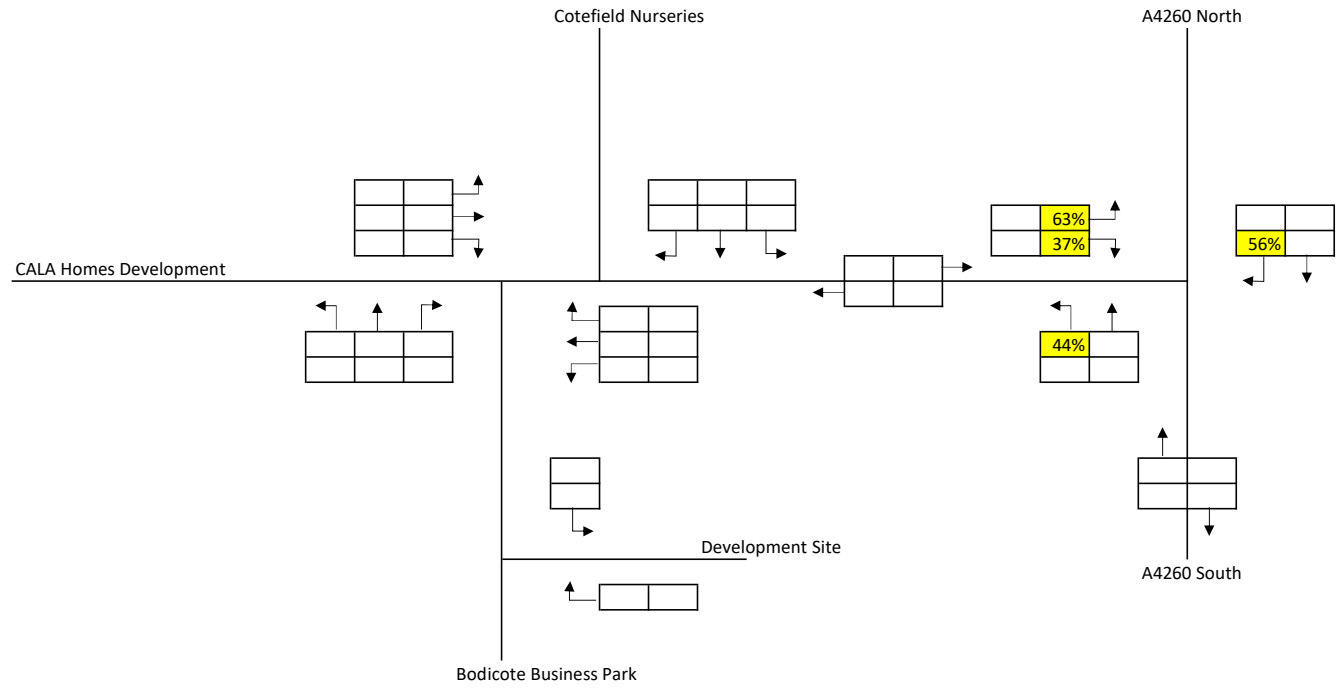 Cotefield Nurseries
A4260 North
63%
37%
56%
CALA Homes Development
44%
Development Site
A4260 South
Bodicote Business Park